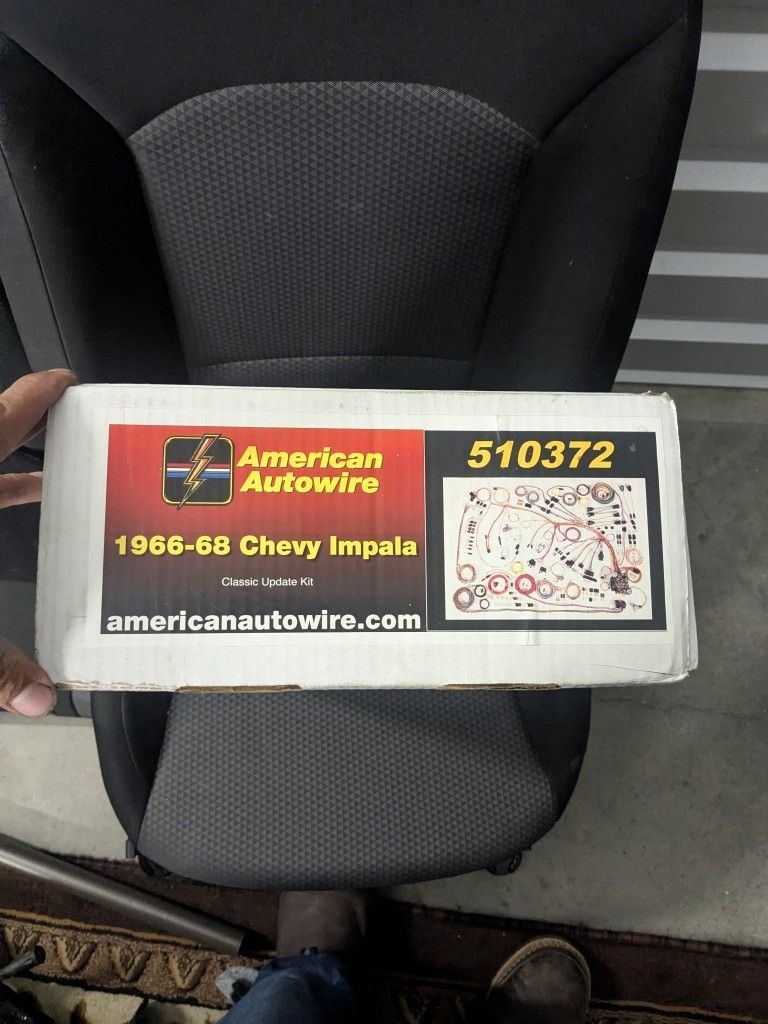 American
Autowire
1966-68 Chevy Impala
Classic Update Kit
americanautowire.com
510372